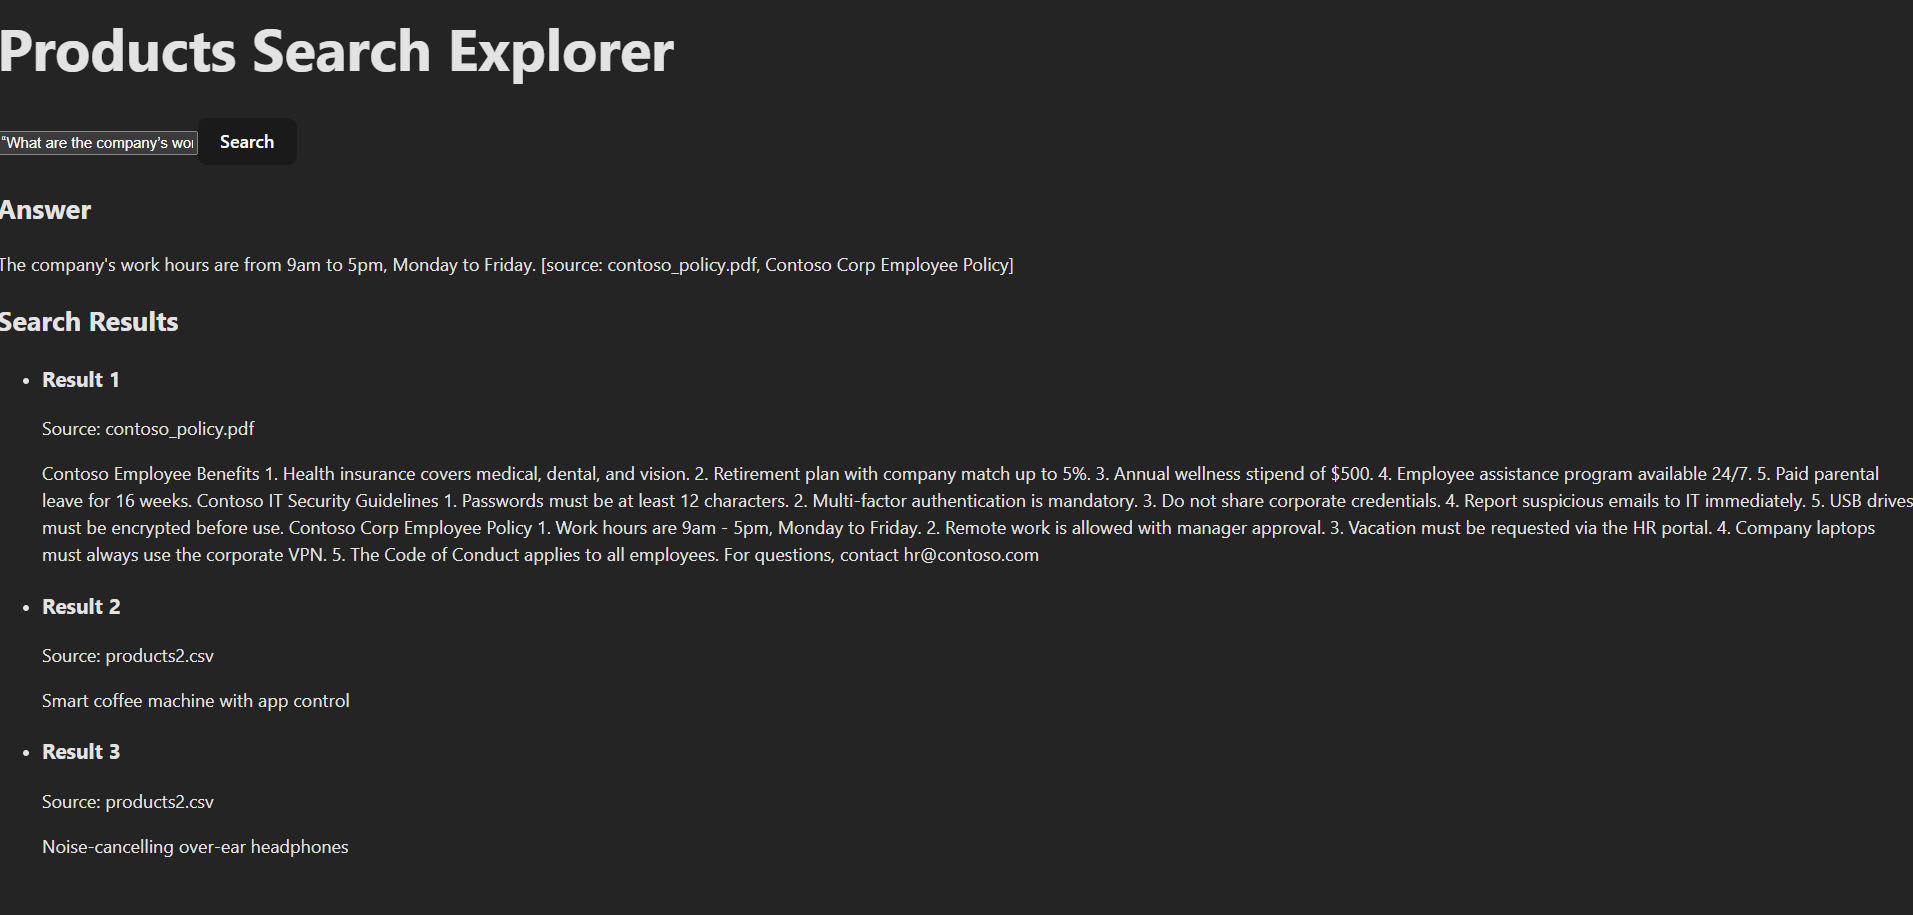 Products Search Explorer
“What are the company’s wor
Search
Answer
The company's work hours are from 9am to 5pm, Monday to Friday. [source: contoso_policy.pdf, Contoso Corp Employee Policy]
Search Results
• Result 1
Source: contoso_policy.pdf
Contoso Employee Benefits 1. Health insurance covers medical, dental, and vision. 2. Retirement plan with company match up to 5%. 3. Annual wellness stipend of $500. 4. Employee assistance program available 24/7. 5. Paid parental
leave for 16 weeks. Contoso IT Security Guidelines 1. Passwords must be at least 12 characters. 2. Multi-factor authentication is mandatory. 3. Do not share corporate credentials. 4. Report suspicious emails to IT immediately. 5. USB drives
must be encrypted before use. Contoso Corp Employee Policy 1. Work hours are 9am - 5pm, Monday to Friday. 2. Remote work is allowed with manager approval. 3. Vacation must be requested via the HR portal. 4. Company laptops
must always use the corporate VPN. 5. The Code of Conduct applies to all employees. For questions, contact hr@contoso.com
• Result 2
Source: products2.csv
Smart coffee machine with app control
• Result 3
Source: products2.csv
Noise-cancelling over-ear headphones